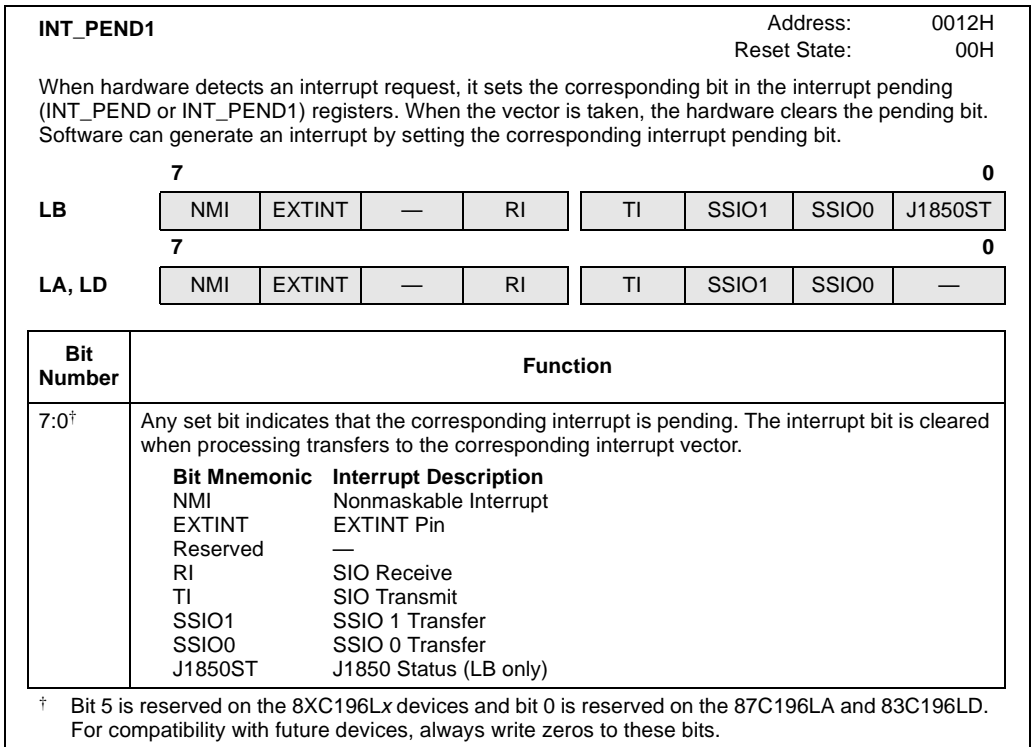 INT_PEND1 Address: 0012H
Reset State: 00H
When hardware detects an interrupt request, it sets the corresponding bit in the interrupt pending
(INT_PEND or INT_PEND1) registers. When the vector is taken, the hardware clears the pending bit.
Software can generate an interrupt by setting the corresponding interrupt pending bit.
7 0
LB NMI EXTINT — RI TI SSIO1 SSIO0 J1850ST
7 0
LA, LD NMI EXTINT — RI TI SSIO1 SSIO0 —
Bit
Number Function
7:0† Any set bit indicates that the corresponding interrupt is pending. The interrupt bit is cleared
when processing transfers to the corresponding interrupt vector.
Bit Mnemonic Interrupt Description
NMI Nonmaskable Interrupt
EXTINT EXTINT Pin
Reserved —
RI SIO Receive
TI SIO Transmit
SSIO1 SSIO 1 Transfer
SSIO0 SSIO 0 Transfer
J1850ST J1850 Status (LB only)
† Bit 5 is reserved on the 8XC196Lx devices and bit 0 is reserved on the 87C196LA and 83C196LD.
For compatibility with future devices, always write zeros to these bits.